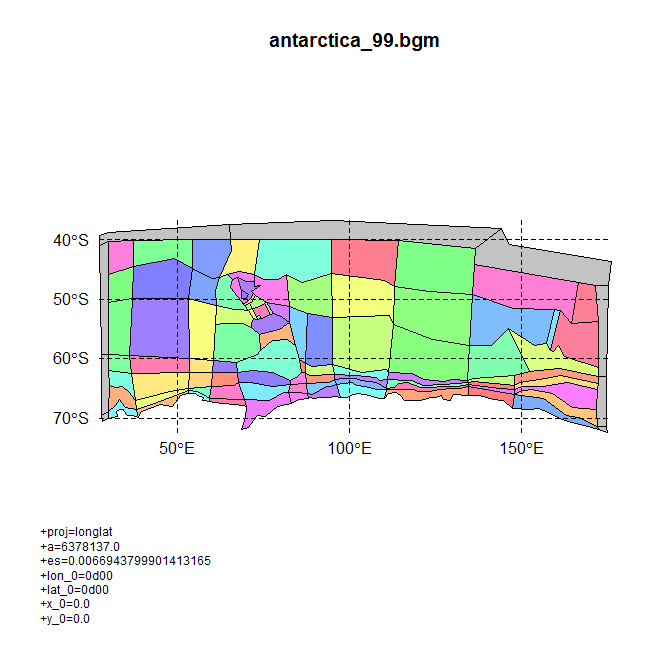 antarctica_99.bgm
40°S
50°S
60°S
70°S
50°E
100°E
150°E
+proj=longlat
+a=6378137.0
+es=0.0066943799901413165
+lon_0=0d00
+lat_0=0d00
+x_0=0.0
+y_0=0.0